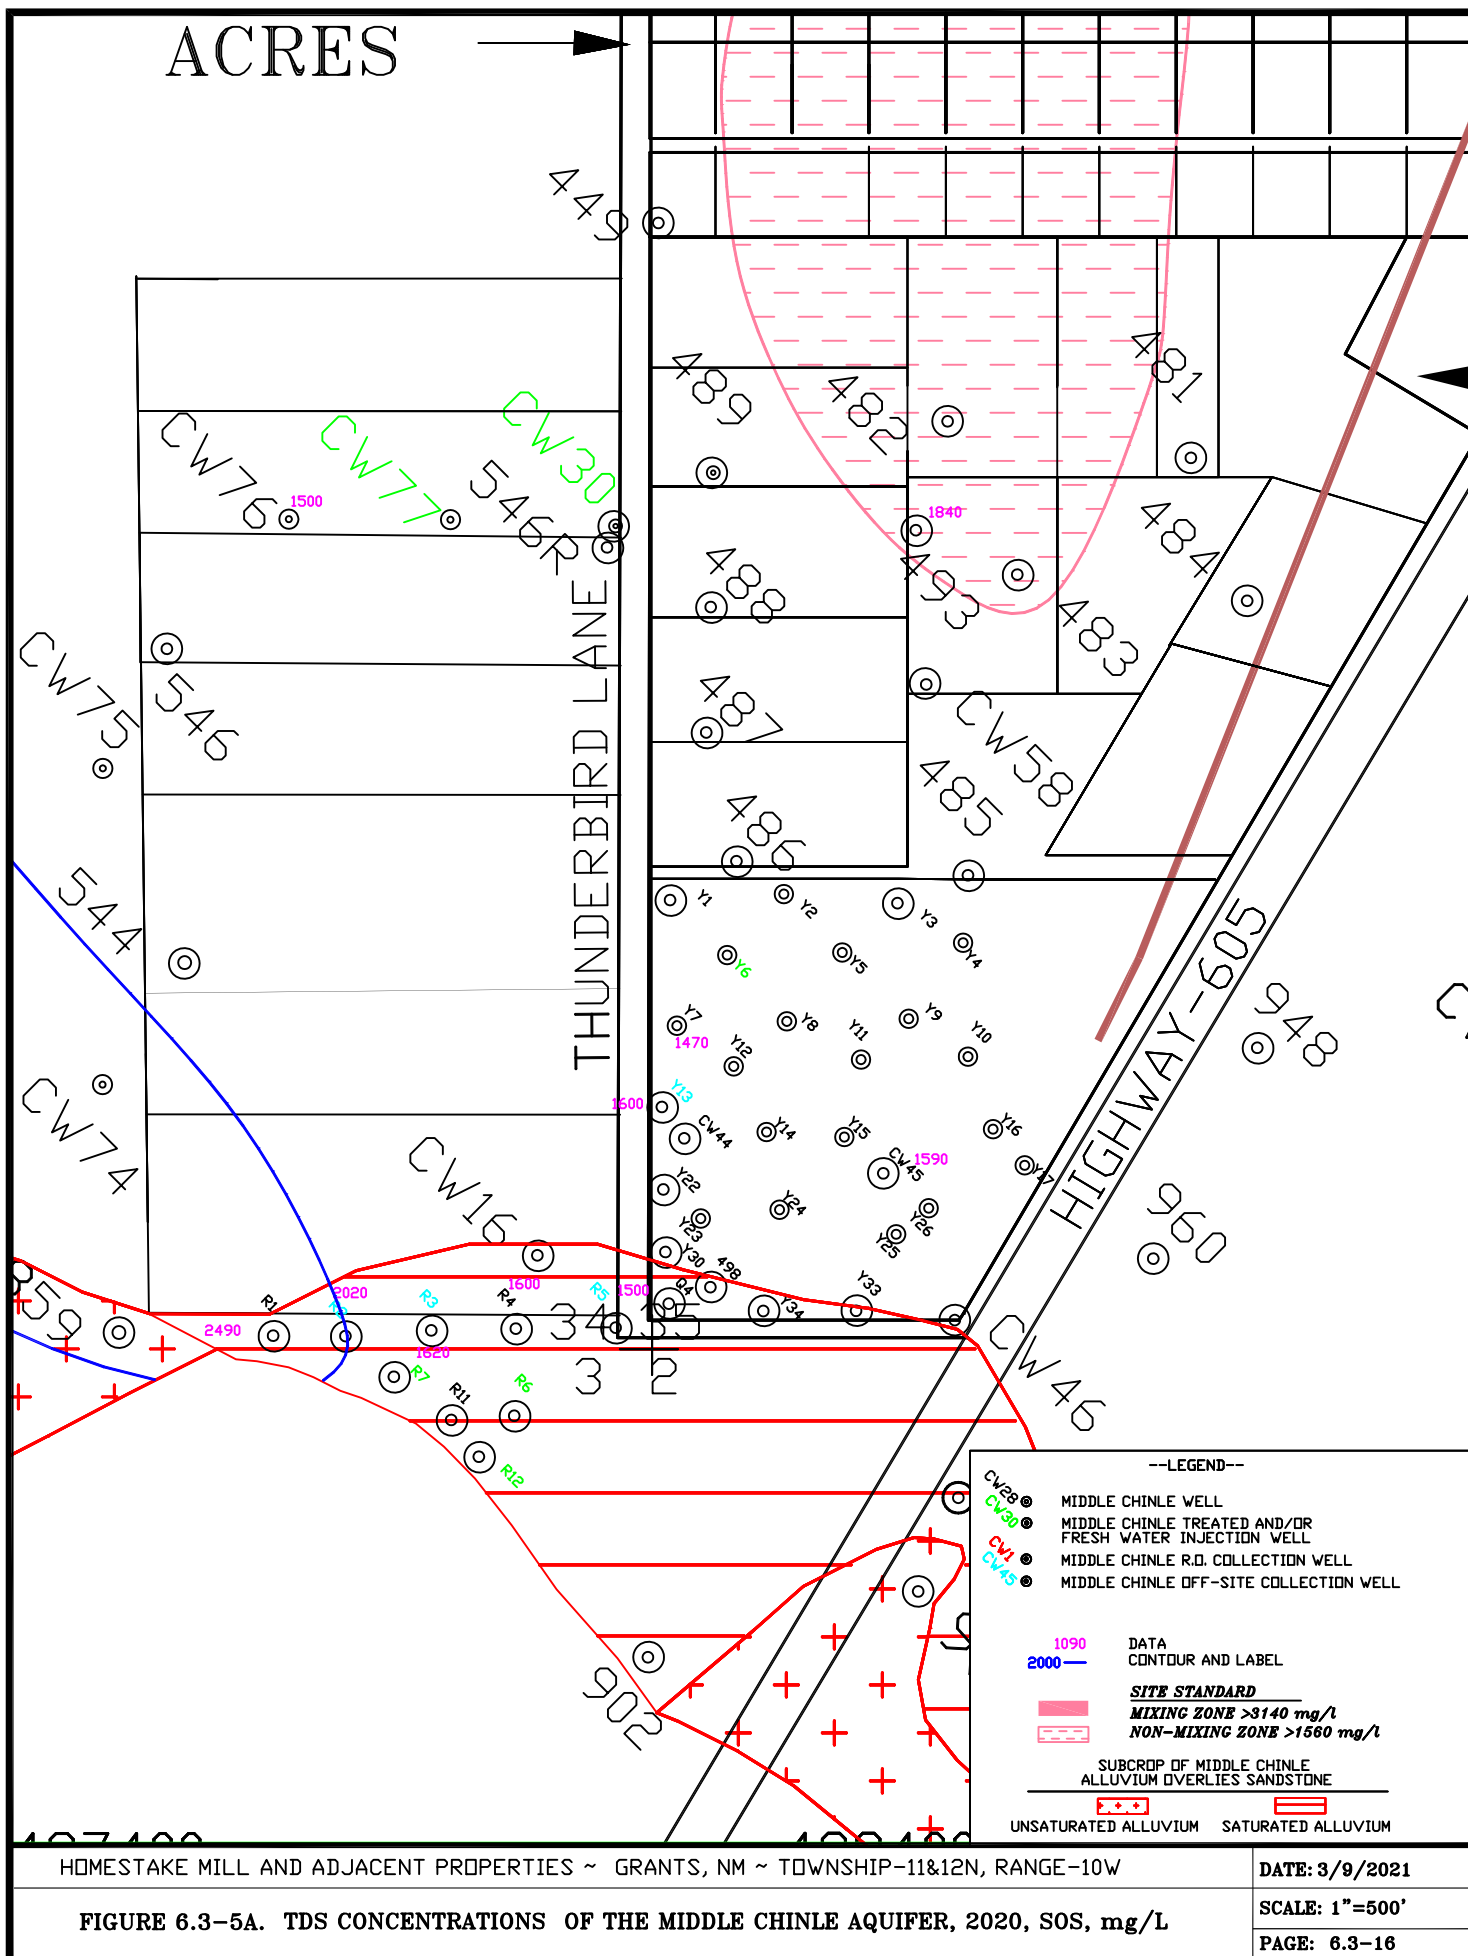 ACRES
449
481
489
482
CW30
CW76
CW77
546R
1500
1840
484
488
493
483
CW75
546
487
CW58
THUNDERBIRD LANE
485
486
544
Y1
Y2
Y3
Y4
Y5
Y6
HIGHWAY-605
948
Y7
Y8
Y9
Y10
Y11
Y12
1470
CW74
Y13
1600
CW44
Y14
Y15
Y16
Y17
CW16
CW45
1590
Y22
Y23
Y24
Y25
Y26
960
Y30
498
859
R1
2020
R3
1600
R4
R5
1500
Q4
Y33
Y34
2490
34
35
CW46
1620
3
2
R7
R6
R11
R12
902
--LEGEND--
CW28 MIDDLE CHINLE WELL
CW30 MIDDLE CHINLE TREATED AND/OR
FRESH WATER INJECTION WELL
CW1 MIDDLE CHINLE R.O. COLLECTION WELL
CW45 MIDDLE CHINLE OFF-SITE COLLECTION WELL
1090 DATA
2000 CONTOUR AND LABEL
SITE STANDARD
MIXING ZONE >3140 mg/l
NON-MIXING ZONE >1560 mg/l
SUBCROP OF MIDDLE CHINLE
ALLUVIUM OVERLIES SANDSTONE
UNSATURATED ALLUVIUM SATURATED ALLUVIUM
HOMESTAKE MILL AND ADJACENT PROPERTIES ~ GRANTS, NM ~ TOWNSHIP-11&12N, RANGE-10W
DATE: 3/9/2021
FIGURE 6.3-5A. TDS CONCENTRATIONS OF THE MIDDLE CHINLE AQUIFER, 2020, SOS, mg/L
SCALE: 1"=500'
PAGE: 6.3-16